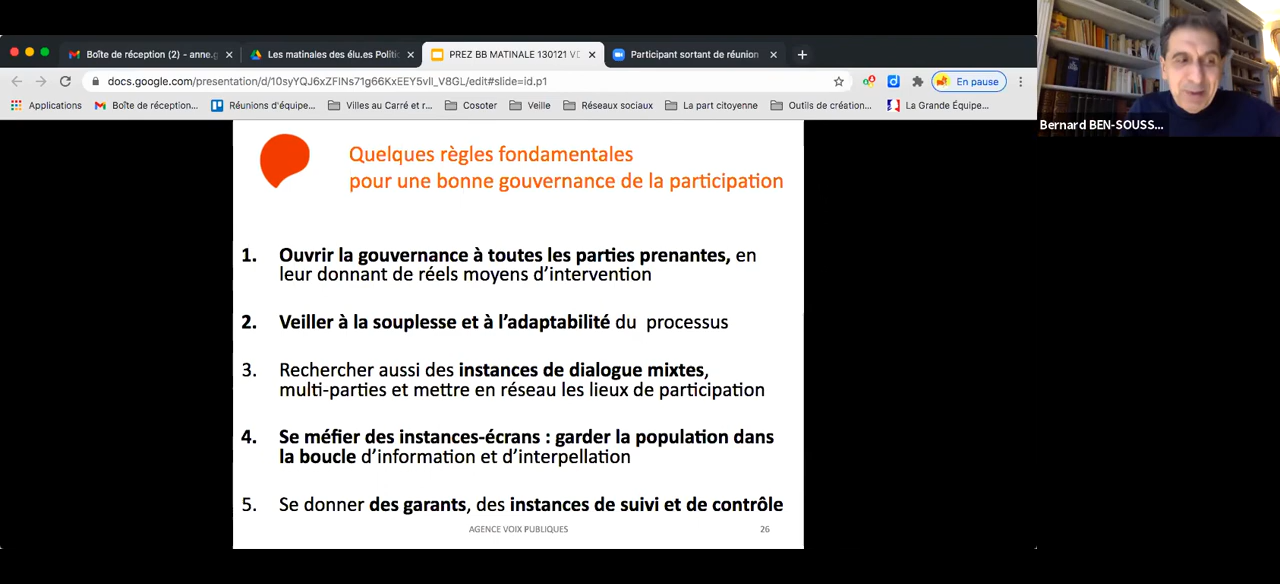 Boîte de réception (2) - anne.g
Les matinales des élu.es Politi
PREZ BB MATINALE 130121 V
Participant sortant de réunion
docs.google.com/presentation/d/10syYQJ6xZFINs71g66KxEEY5vlI_V8GL/edit#slide=id.p1
En pause
Applications
Boîte de réception...
Réunions d'équipe...
Villes au Carré et r...
Cosoter
Veille
Réseaux sociaux
La part citoyenne
Outils de création...
La Grande Équipe...
Bernard BEN-SOUSS...
Quelques règles fondamentales
pour une bonne gouvernance de la participation
1. Ouvrir la gouvernance à toutes les parties prenantes, en
leur donnant de réels moyens d'intervention
2. Veiller à la souplesse et à l'adaptabilité du processus
3. Rechercher aussi des instances de dialogue mixtes,
multi-parties et mettre en réseau les lieux de participation
4. Se méfier des instances-écrans : garder la population dans
la boucle d'information et d'interpellation
5. Se donner des garants, des instances de suivi et de contrôle
AGENCE VOIX PUBLIQUES
26